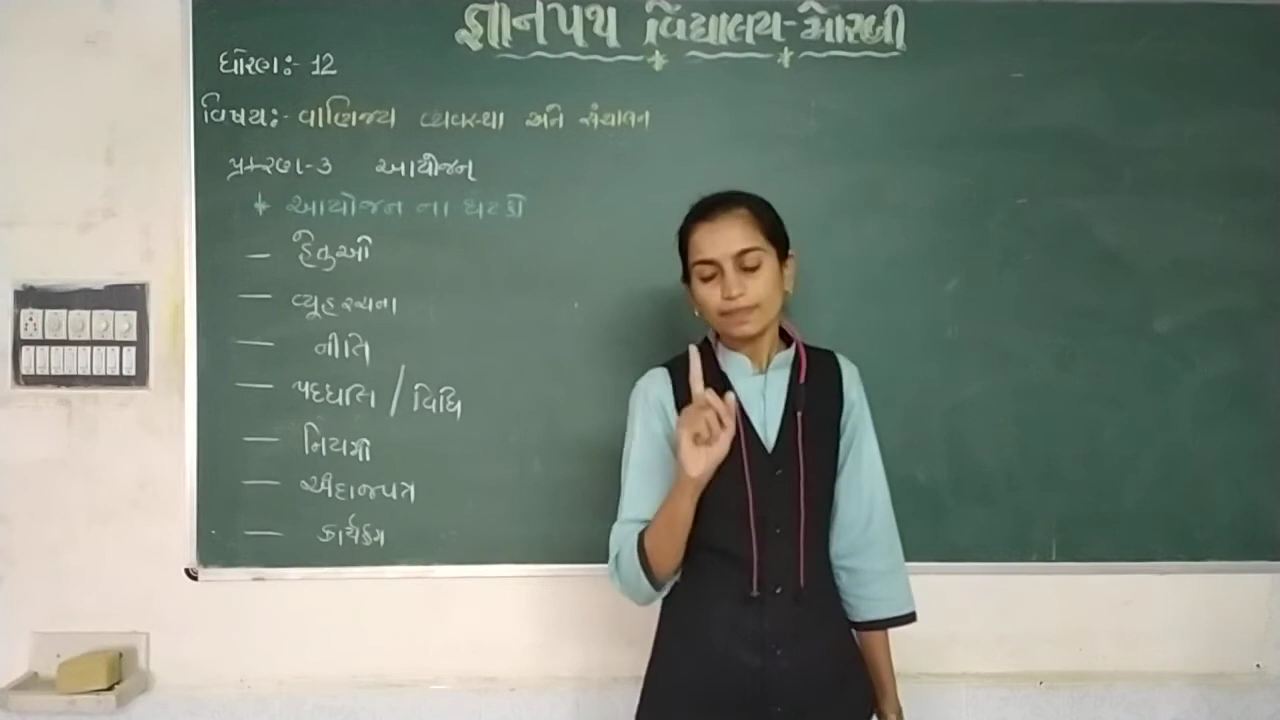 જ્ઞાનપથ વિદ્યાલય-મોરબી
ધોરણ:- 12
વિષય:- વાણિજ્ય વ્યવસ્થા અને સંચાલન
પ્રકરણ-૩ આયોજન
* આયોજન ના ઘટકો
— હેતુઓ
— વ્યુહરચના
— નીતિ
— પદ્ધતિ / વિધિ
— નિયમો
— અંદાજપત્ર
— કાર્યક્રમ